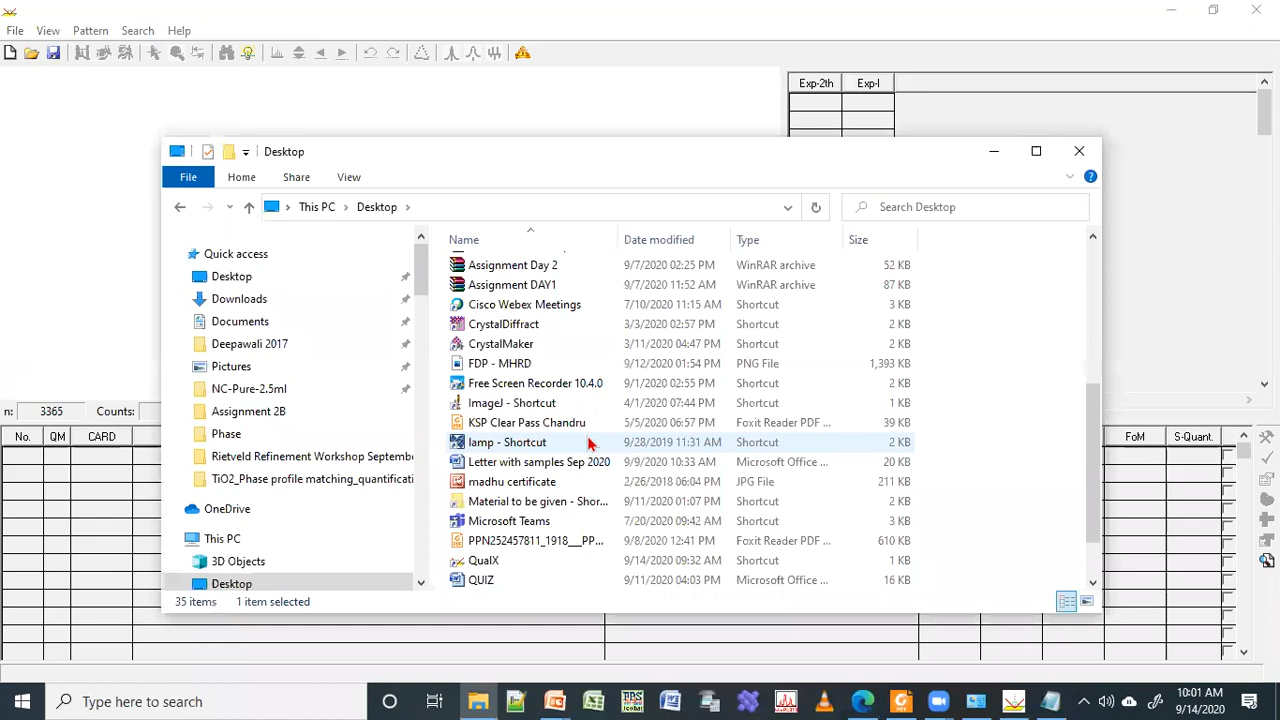 File View Pattern Search Help
Exp-2th Exp-I
Desktop
File Home Share View
This PC Desktop
Search Desktop
Name Date modified Type Size
Quick access
Desktop
Downloads
Documents
Deepawali 2017
Pictures
NC-Pure-2.5ml
Assignment 2B
Phase
Rietveld Refinement Workshop Septembe
TiO2_Phase profile matching_quantificati
OneDrive
This PC
3D Objects
Desktop
Assignment Day 2 9/7/2020 02:25 PM WinRAR archive 52 KB
Assignment DAY1 9/7/2020 11:52 AM WinRAR archive 87 KB
Cisco Webex Meetings 7/10/2020 11:15 AM Shortcut 3 KB
CrystalDiffract 3/3/2020 02:57 PM Shortcut 2 KB
CrystalMaker 3/11/2020 04:47 PM Shortcut 2 KB
FDP - MHRD 9/12/2020 01:54 PM PNG File 1,393 KB
Free Screen Recorder 10.4.0 9/1/2020 02:55 PM Shortcut 2 KB
ImageJ - Shortcut 4/1/2020 07:44 PM Shortcut 1 KB
KSP Clear Pass Chandru 5/5/2020 06:57 PM Foxit Reader PDF ... 39 KB
lamp - Shortcut 9/28/2019 11:31 AM Shortcut 2 KB
Letter with samples Sep 2020 9/9/2020 10:33 AM Microsoft Office ... 22 KB
madhu certificate 2/26/2018 06:04 PM JPG File 211 KB
Material to be given - Shor... 9/11/2020 01:07 PM Shortcut 2 KB
Microsoft Teams 7/20/2020 09:42 AM Shortcut 3 KB
PPN252457811_1918___PP... 9/8/2020 12:41 PM Foxit Reader PDF ... 610 KB
QualX 9/14/2020 09:32 AM Shortcut 1 KB
QUIZ 9/11/2020 04:03 PM Microsoft Office ... 16 KB
35 items 1 item selected
n: 3365 Counts:
No. QM CARD FoM S-Quant.
Type here to search
10:01 AM
9/14/2020